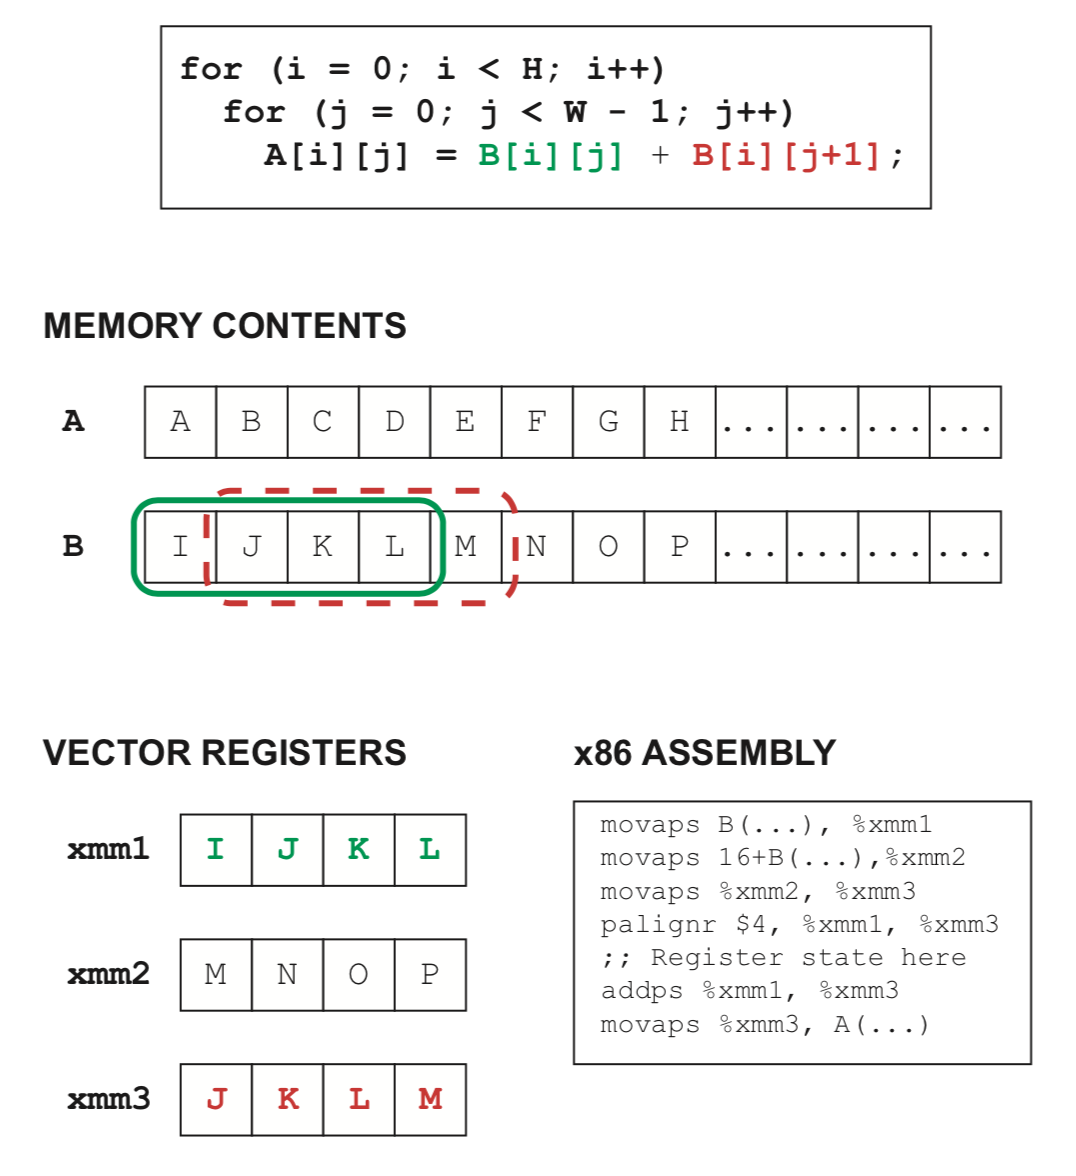 for (i = 0; i < H; i++)
for (j = 0; j < W - 1; j++)
A[i][j] = B[i][j] + B[i][j+1];
MEMORY CONTENTS
A A B C D E F G H ... ... ... ...
B I J K L M N O P ... ... ... ...
VECTOR REGISTERS
xmm1 I J K L
xmm2 M N O P
xmm3 J K L M
x86 ASSEMBLY
movaps B(...), %xmm1
movaps 16+B(...),%xmm2
movaps %xmm2, %xmm3
palignr $4, %xmm1, %xmm3
;; Register state here
addps %xmm1, %xmm3
movaps %xmm3, A(...)